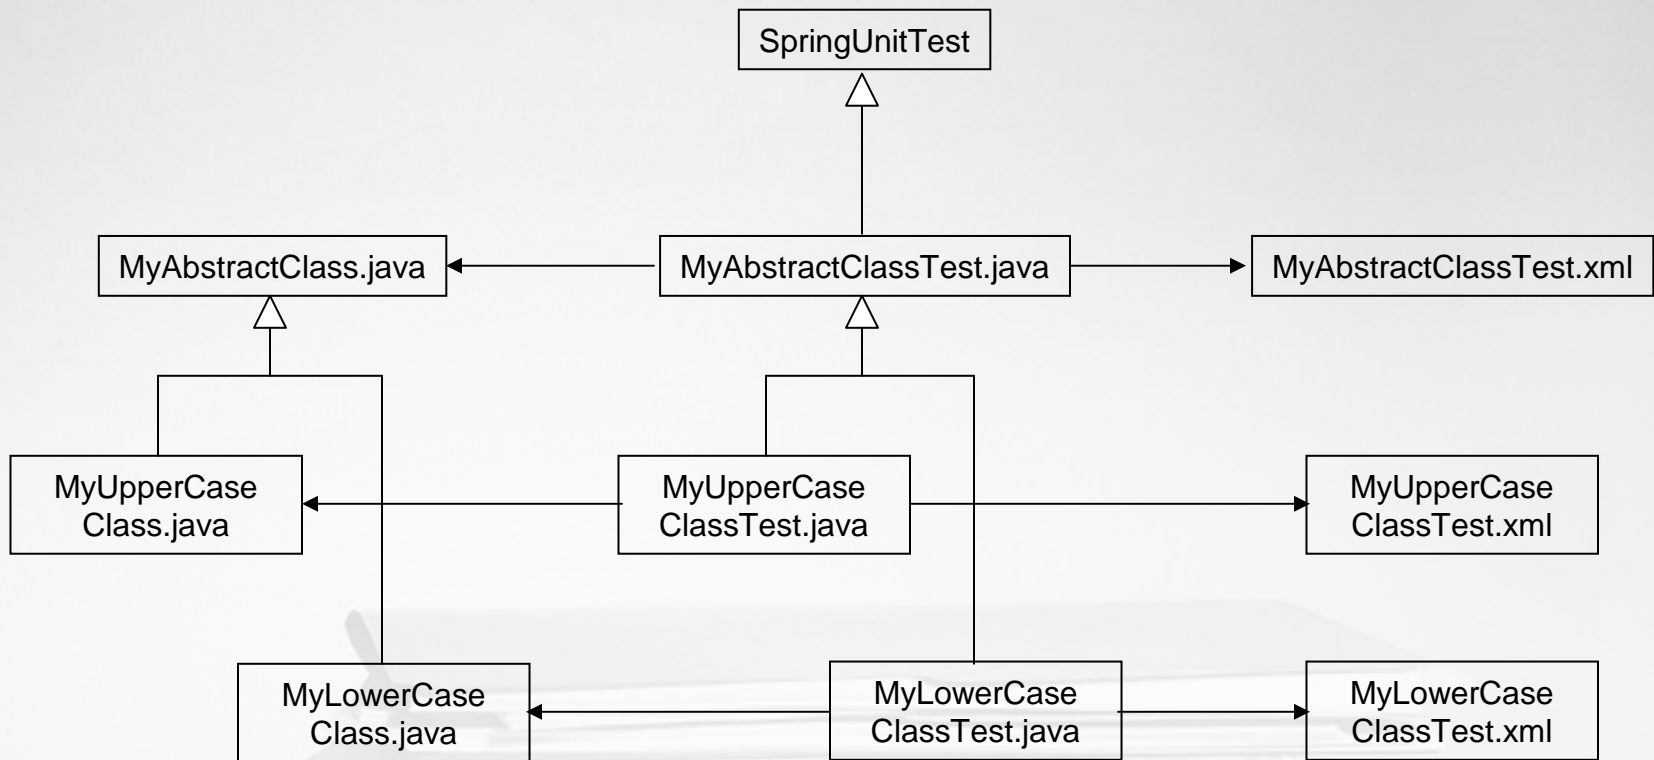 SpringUnitTest
MyAbstractClass.java
MyAbstractClassTest.java
MyAbstractClassTest.xml
MyUpperCase
Class.java
MyUpperCase
ClassTest.java
MyUpperCase
ClassTest.xml
MyLowerCase
Class.java
MyLowerCase
ClassTest.java
MyLowerCase
ClassTest.xml